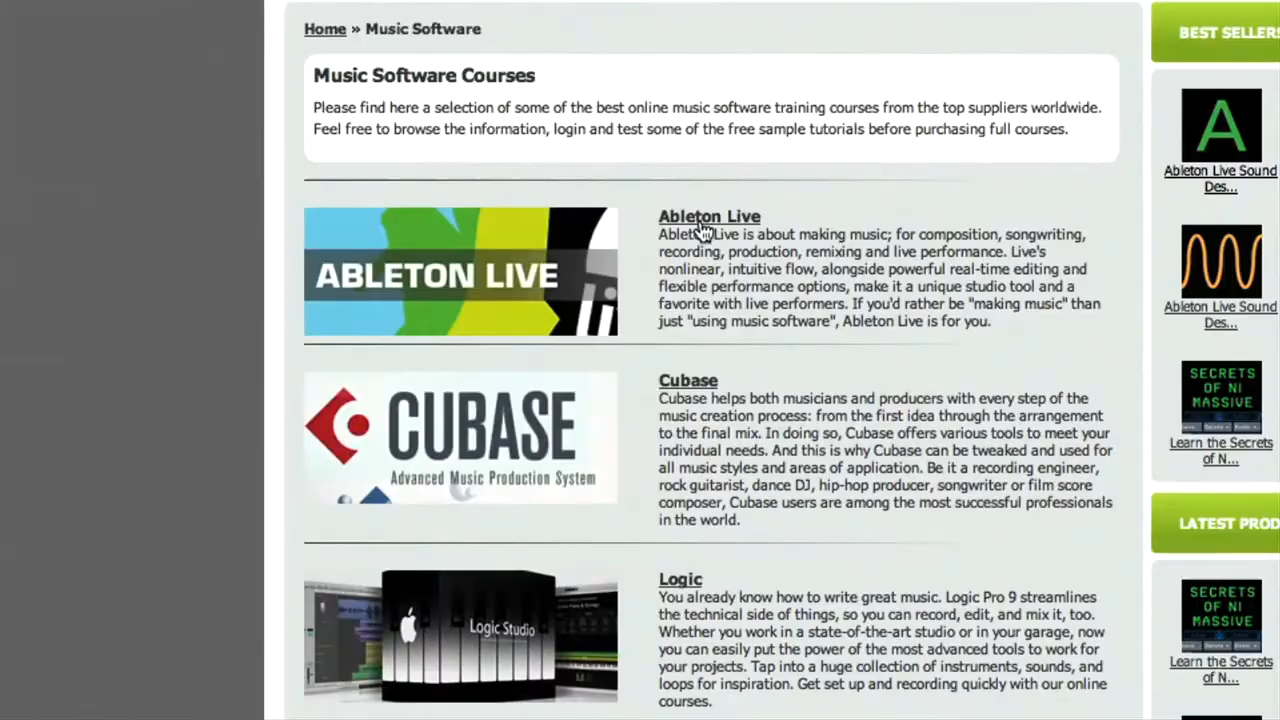 Home » Music Software
Music Software Courses
Please find here a selection of some of the best online music software training courses from the top suppliers worldwide.
Feel free to browse the information, login and test some of the free sample tutorials before purchasing full courses.
ABLETON LIVE
Ableton Live
Ableton Live is about making music; for composition, songwriting,
recording, production, remixing and live performance. Live's
nonlinear, intuitive flow, alongside powerful real-time editing and
flexible performance options, make it a unique studio tool and a
favorite with live performers. If you'd rather be "making music" than
just "using music software", Ableton Live is for you.
CUBASE
Advanced Music Production System
Cubase
Cubase helps both musicians and producers with every step of the
music creation process: from the first idea through the arrangement
to the final mix. In doing so, Cubase offers various tools to meet your
individual needs. And this is why Cubase can be tweaked and used for
all music styles and areas of application. Be it a recording engineer,
rock guitarist, dance DJ, hip-hop producer, songwriter or film score
composer, Cubase users are among the most successful professionals
in the world.
Logic Studio
Logic
You already know how to write great music. Logic Pro 9 streamlines
the technical side of things, so you can record, edit, and mix it, too.
Whether you work in a state-of-the-art studio or in your garage, now
you can easily put the power of the most advanced tools to work for
your projects. Tap into a huge collection of instruments, sounds, and
loops for inspiration. Get set up and recording quickly with our online
courses.
BEST SELLERS
A
Ableton Live Sound
Des...
Ableton Live Sound
Des...
SECRETS
OF NI
MASSIVE
Learn the Secrets
of N...
LATEST PROD
SECRETS
OF NI
MASSIVE
Learn the Secrets
of N...